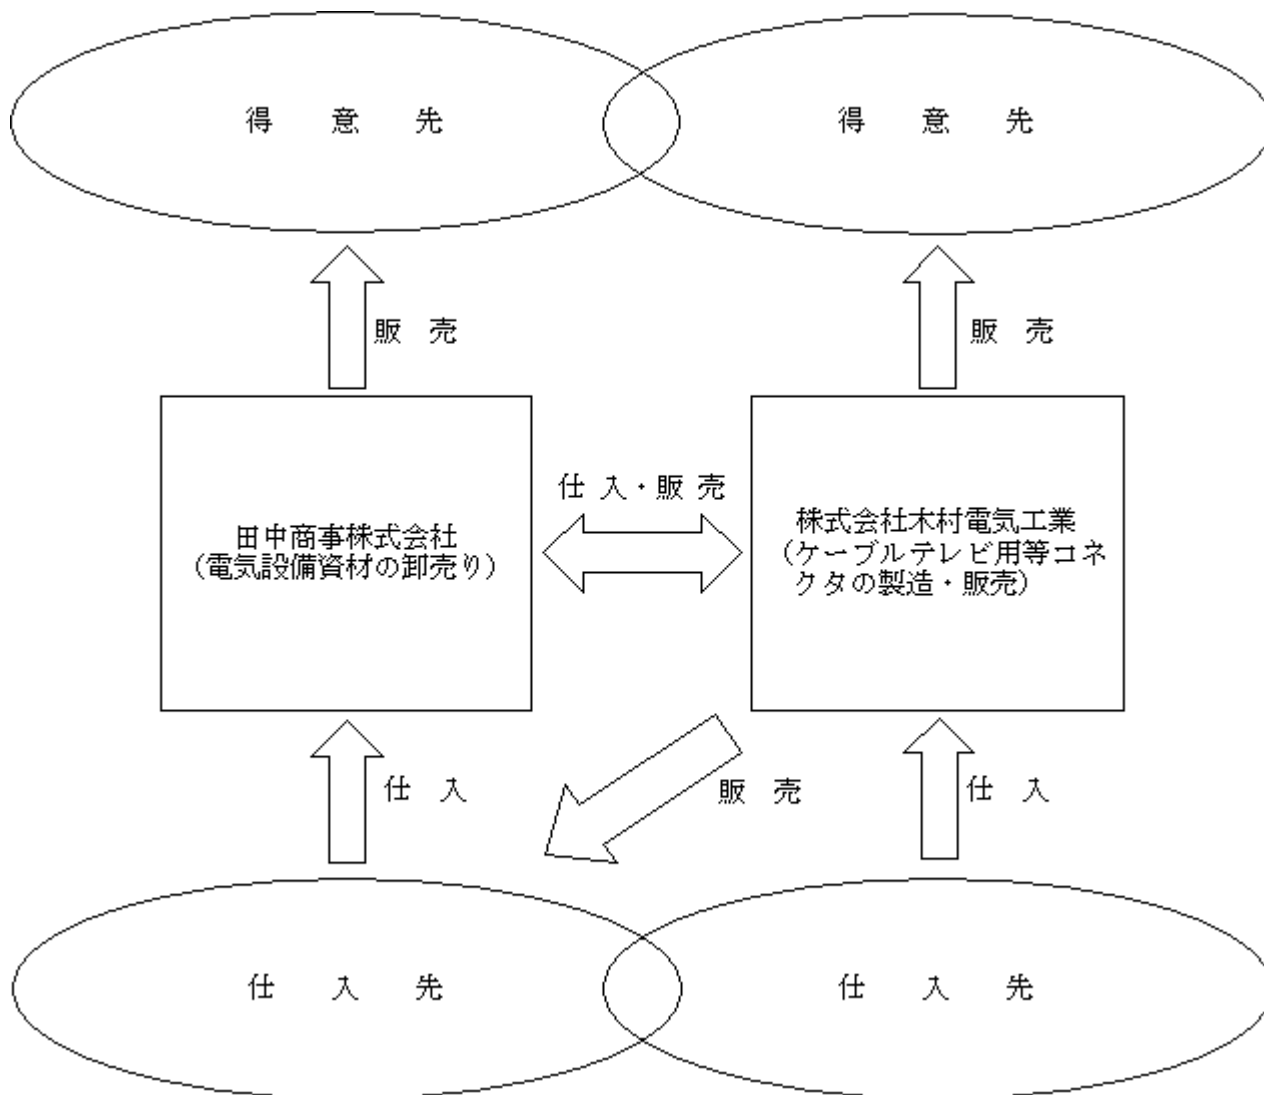 得意先
得意先
販売
販売
仕入・販売
田中商事株式会社
(電気設備資材の卸売り)
株式会社木村電気工業
(ケーブルテレビ用等コネ
クタの製造・販売)
仕入
販売
仕入
仕入先
仕入先